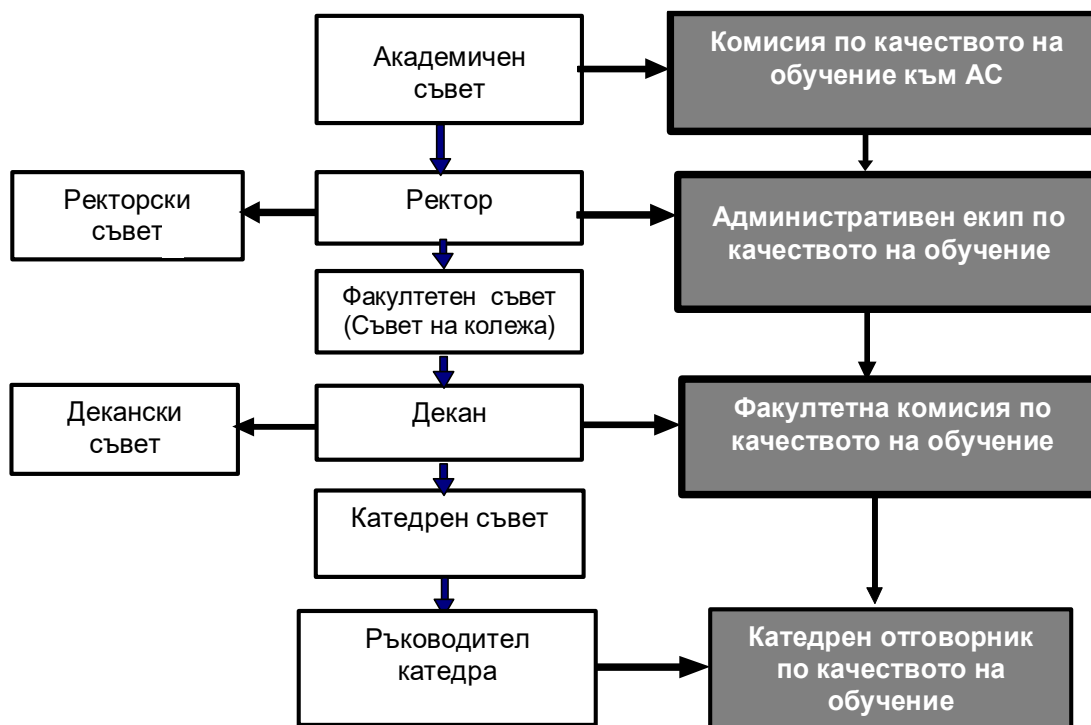 Академичен
съвет
Комисия по качеството на
обучение към АС
Ректорски
съвет
Ректор
Административен екип по
качеството на обучение
Факултетен съвет
(Съвет на колежа)
Декански
съвет
Декан
Факултетна комисия по
качеството на обучение
Катедрен съвет
Ръководител
катедра
Катедрен отговорник
по качеството на
обучение